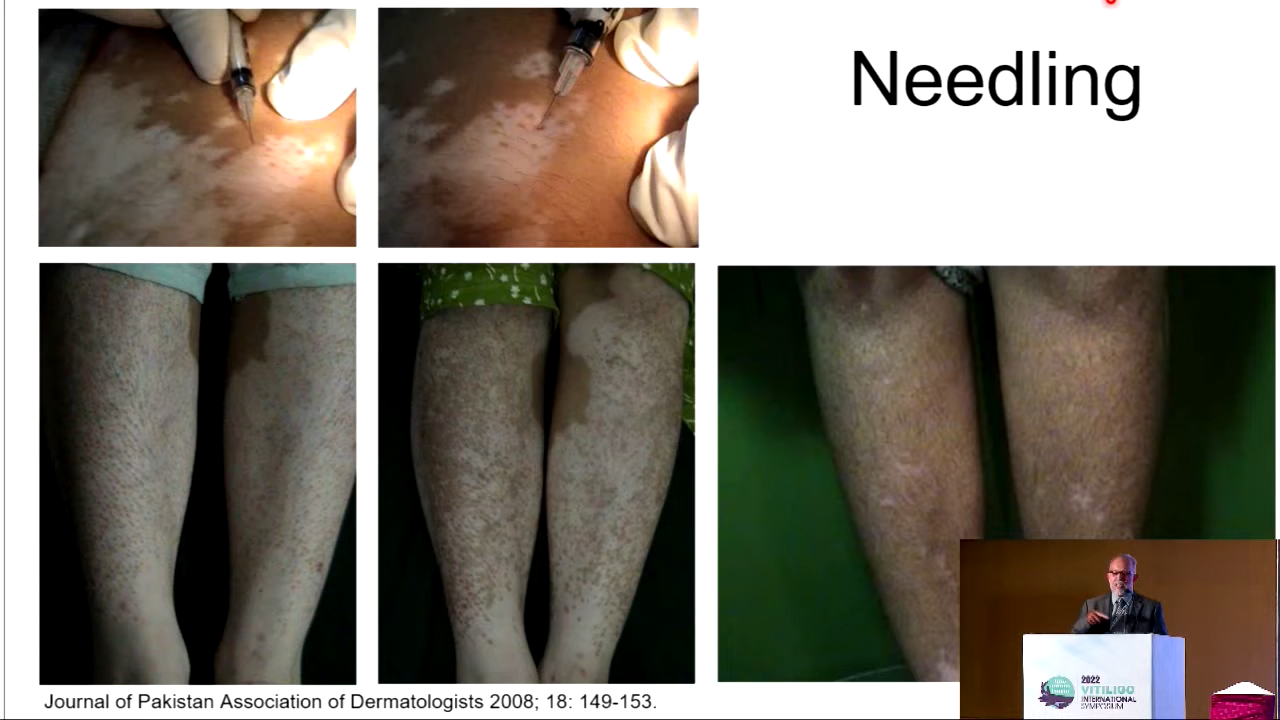 Needling
Journal of Pakistan Association of Dermatologists 2008; 18: 149-153.
2022
VITILIGO
INTERNATIONAL
SYMPOSIUM